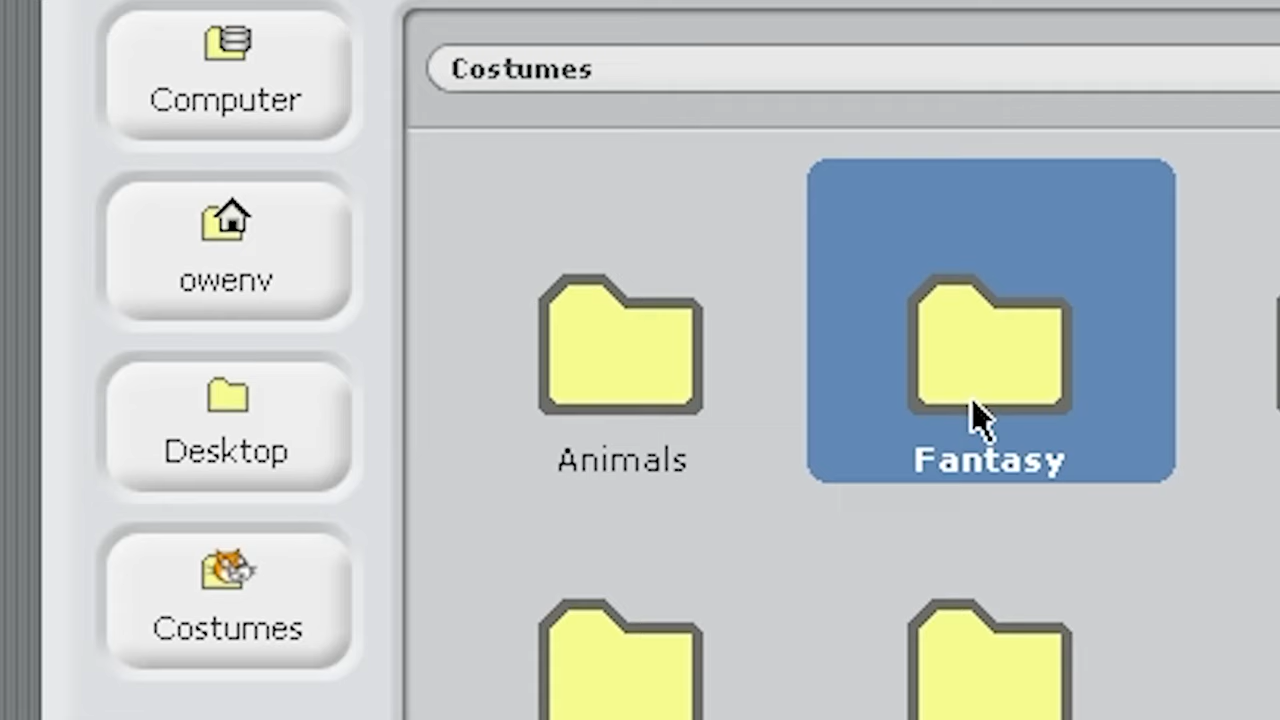 Computer
Costumes
owenv
Desktop
Animals
Fantasy
Costumes